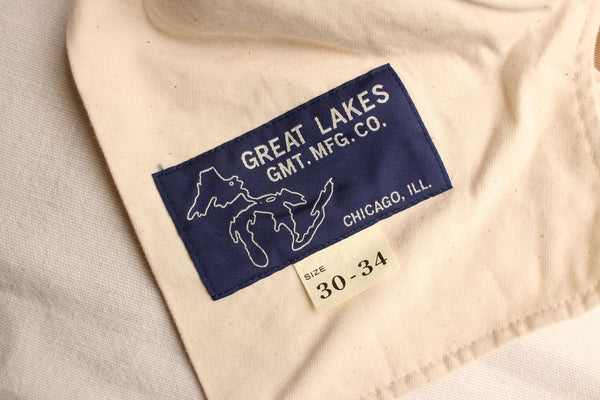 GREAT LAKES
GMT. MFG. CO.
CHICAGO, ILL.
SIZE
30-34